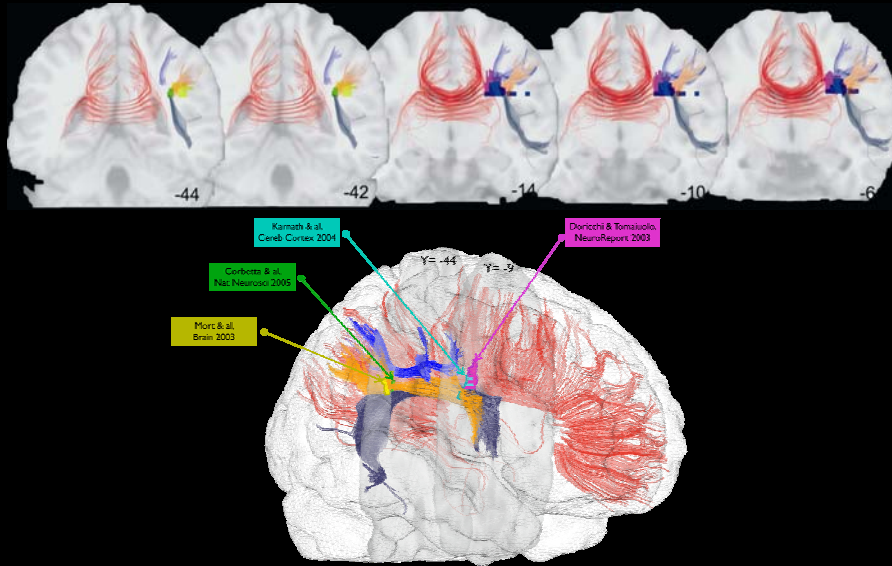 -44
-42
-14
-10
-6
Karnath & al.
Cereb Cortex 2004
Doricchi & Tomaiuolo.
NeuroReport 2003
Y= -44
Y= -9
Corbetta & al.
Nat Neurosci 2005
Mort & al.
Brain 2003